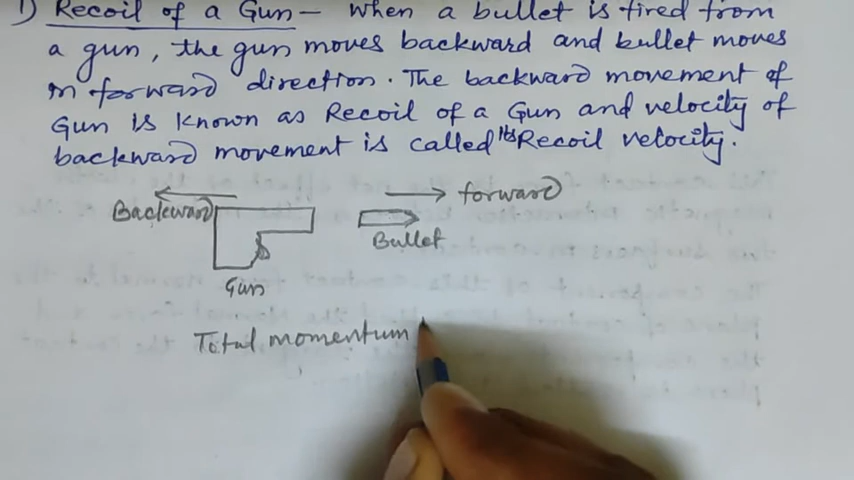 1) Recoil of a Gun — When a bullet is fired from
a gun, the gun moves backward and bullet moves
in forward direction. The backward movement of
Gun is known as Recoil of a Gun and velocity of
backward movement is called its Recoil velocity.
Backward
forward
Bullet
Gun
Total momentum